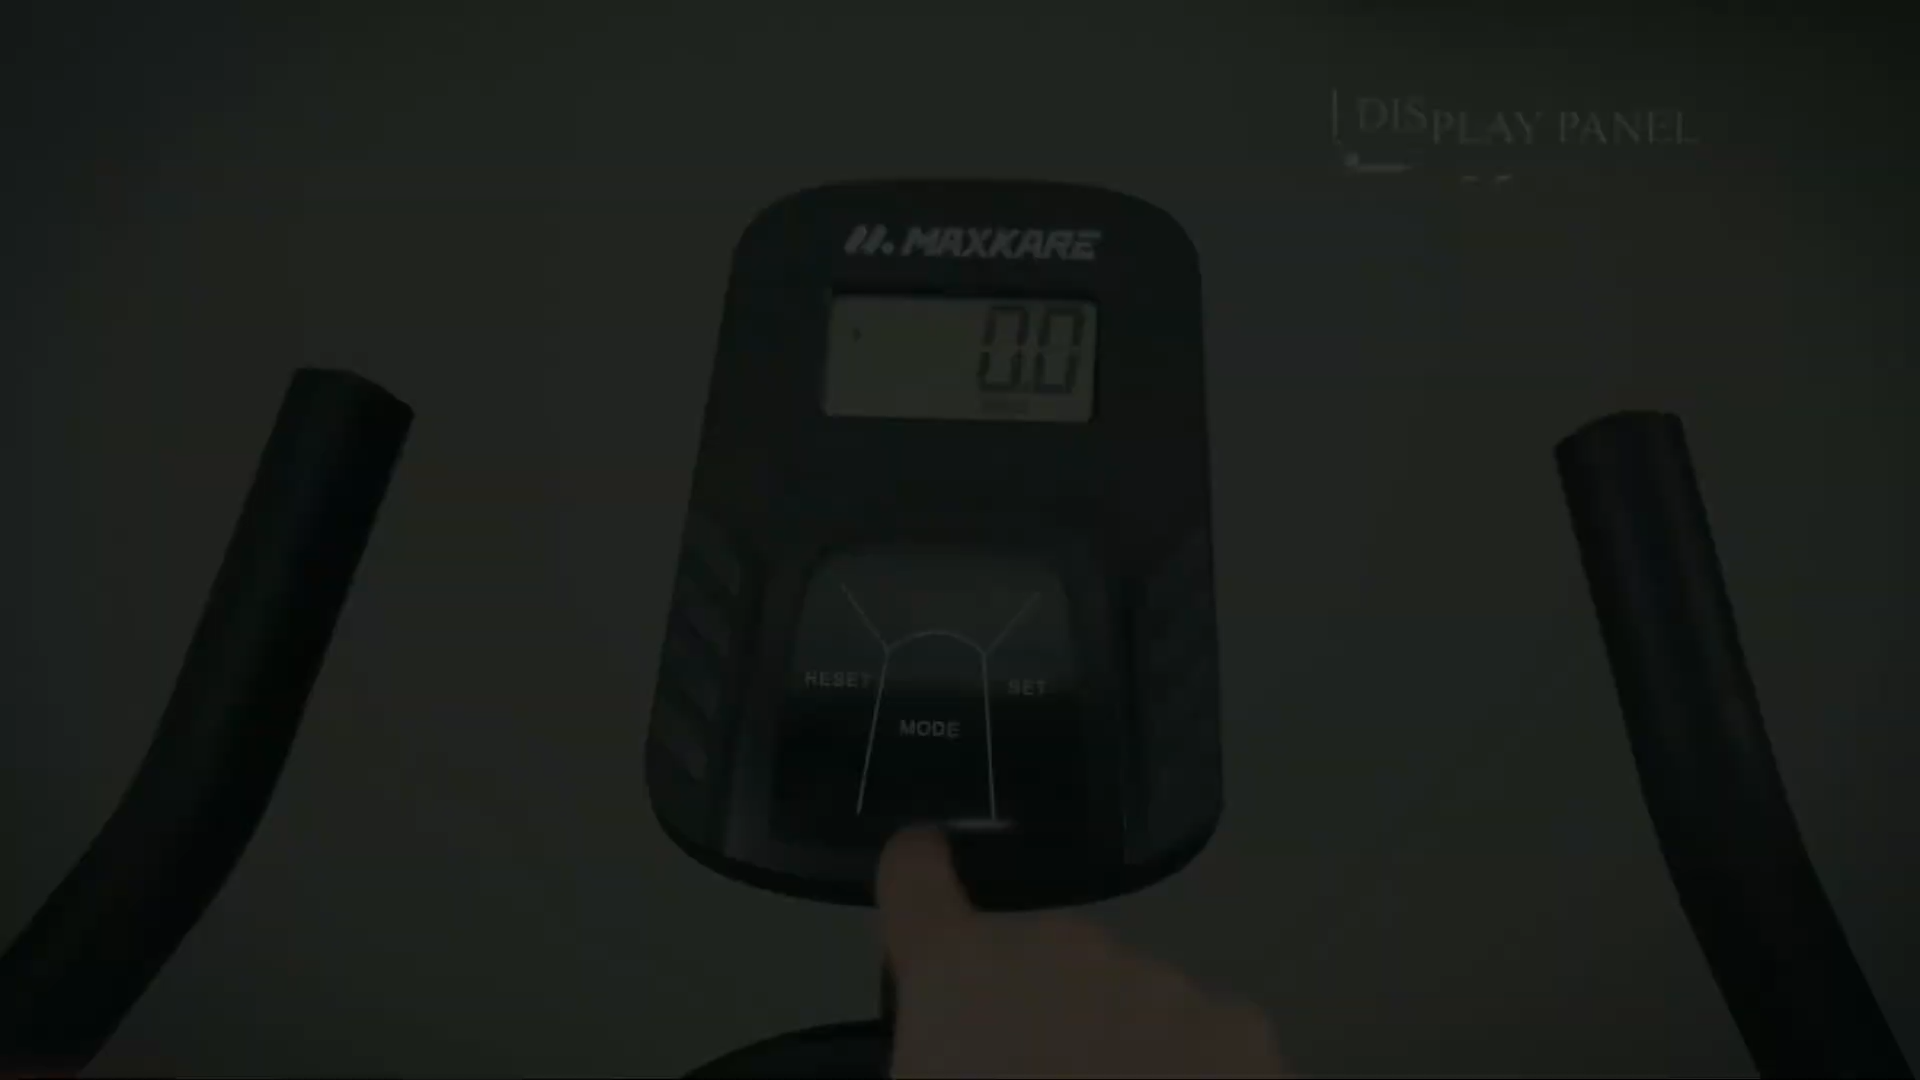 DISPLAY PANEL
MAXKARE
0.0
RESET
SET
MODE